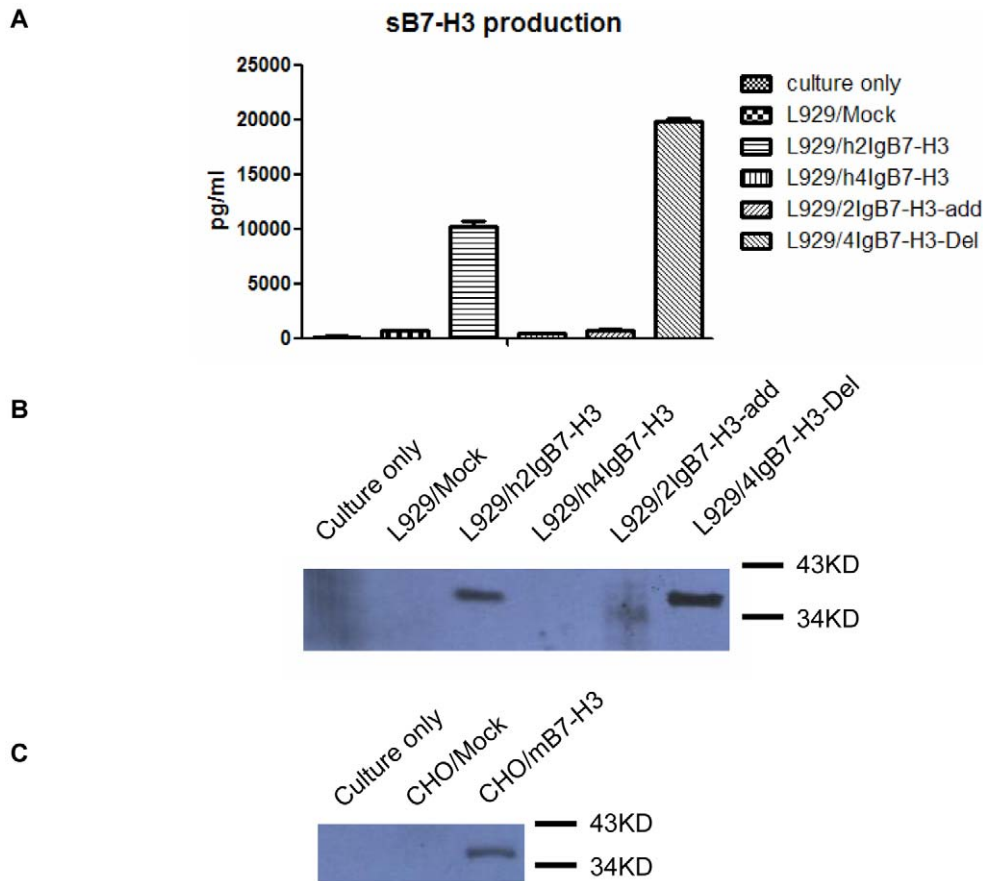 A
sB7-H3 production
25000
20000
15000
10000
5000
0
pg/ml
culture only
L929/Mock
L929/h2IgB7-H3
L929/h4IgB7-H3
L929/2IgB7-H3-add
L929/4IgB7-H3-Del
B
Culture only
L929/Mock
L929/h2IgB7-H3
L929/h4IgB7-H3
L929/2IgB7-H3-add
L929/4IgB7-H3-Del
43KD
34KD
C
Culture only
CHO/Mock
CHO/mB7-H3
43KD
34KD